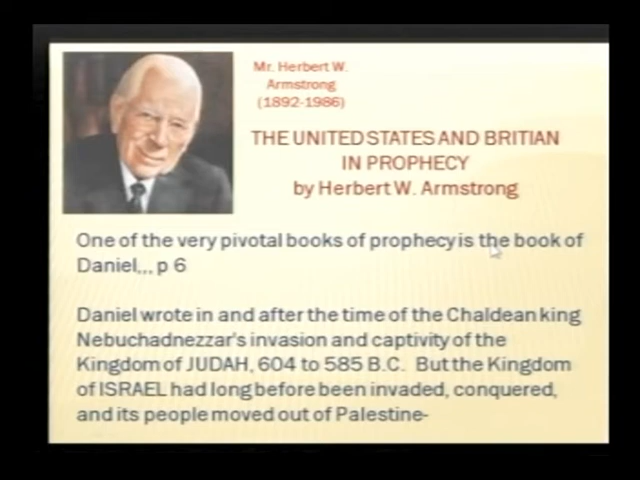 Mr. Herbert W.
Armstrong
(1892-1986)
THE UNITED STATES AND BRITIAN
IN PROPHECY
by Herbert W. Armstrong
One of the very pivotal books of prophecy is the book of
Daniel,,, p 6
Daniel wrote in and after the time of the Chaldean king
Nebuchadnezzar's invasion and captivity of the
Kingdom of JUDAH, 604 to 585 B.C. But the Kingdom
of ISRAEL had long before been invaded, conquered,
and its people moved out of Palestine-